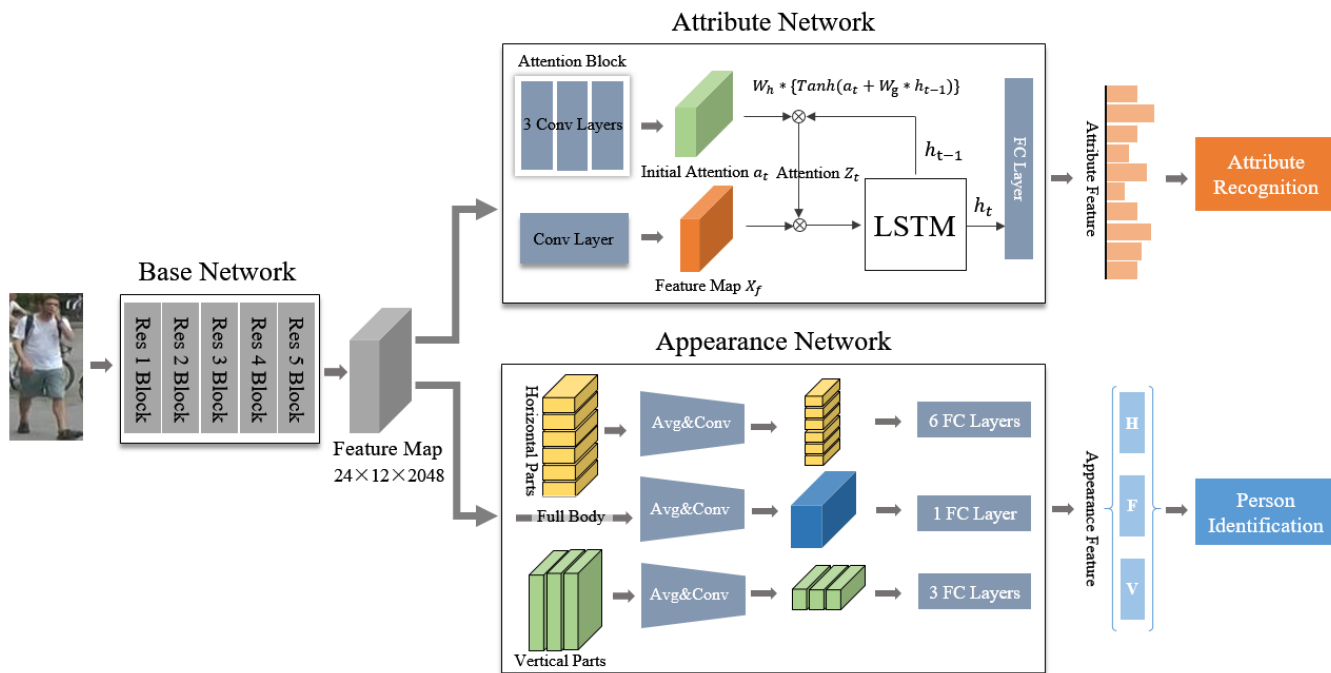 Attribute Network
Attention Block
3 Conv Layers
W_h * {Tanh(a_t + W_g * h_{t-1})}
Initial Attention a_t
Attention Z_t
h_{t-1}
Conv Layer
Feature Map X_f
LSTM
h_t
FC Layer
Attribute Feature
Attribute
Recognition
Base Network
Res 1 Block
Res 2 Block
Res 3 Block
Res 4 Block
Res 5 Block
Feature Map
24×12×2048
Appearance Network
Horizontal Parts
Avg&Conv
6 FC Layers
Full Body
Avg&Conv
1 FC Layer
Vertical Parts
Avg&Conv
3 FC Layers
Appearance Feature
H
F
V
Person
Identification